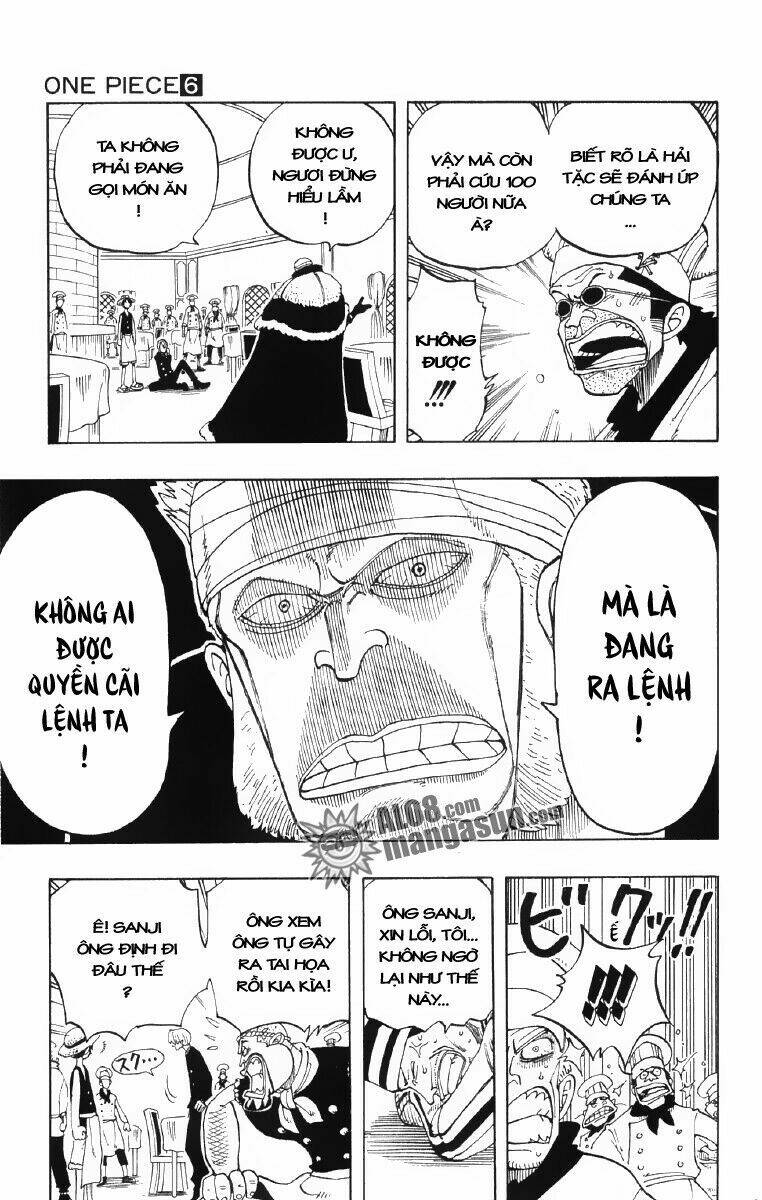 ONE PIECE 6
BIẾT RÕ LÀ HẢI
TẶC SẼ ĐÁNH ÚP
CHÚNG TA
...
VẬY MÀ CÒN
PHẢI CỨU 100
NGƯỜI NỮA
À?
KHÔNG
ĐƯỢC
!!!
KHÔNG
ĐƯỢC Ư,
NGƯƠI ĐỪNG
HIỂU LẦM
!
TA KHÔNG
PHẢI ĐANG
GỌI MÓN ĂN
!
MÀ LÀ
ĐANG
RA LỆNH
!
KHÔNG AI
ĐƯỢC
QUYỀN CÃI
LỆNH TA
!
ALO8.com
mangasun.com
ビクッ!!
Ế
!!!
ÔNG SANJI,
XIN LỖI, TÔI...
KHÔNG NGỜ
LẠI NHƯ THẾ
NÀY...
ÔNG XEM
ÔNG TỰ GÂY
RA TAI HỌA
RỒI KIA KÌA!
Ê! SANJI
ÔNG ĐỊNH ĐI
ĐÂU THẾ
?
スク...